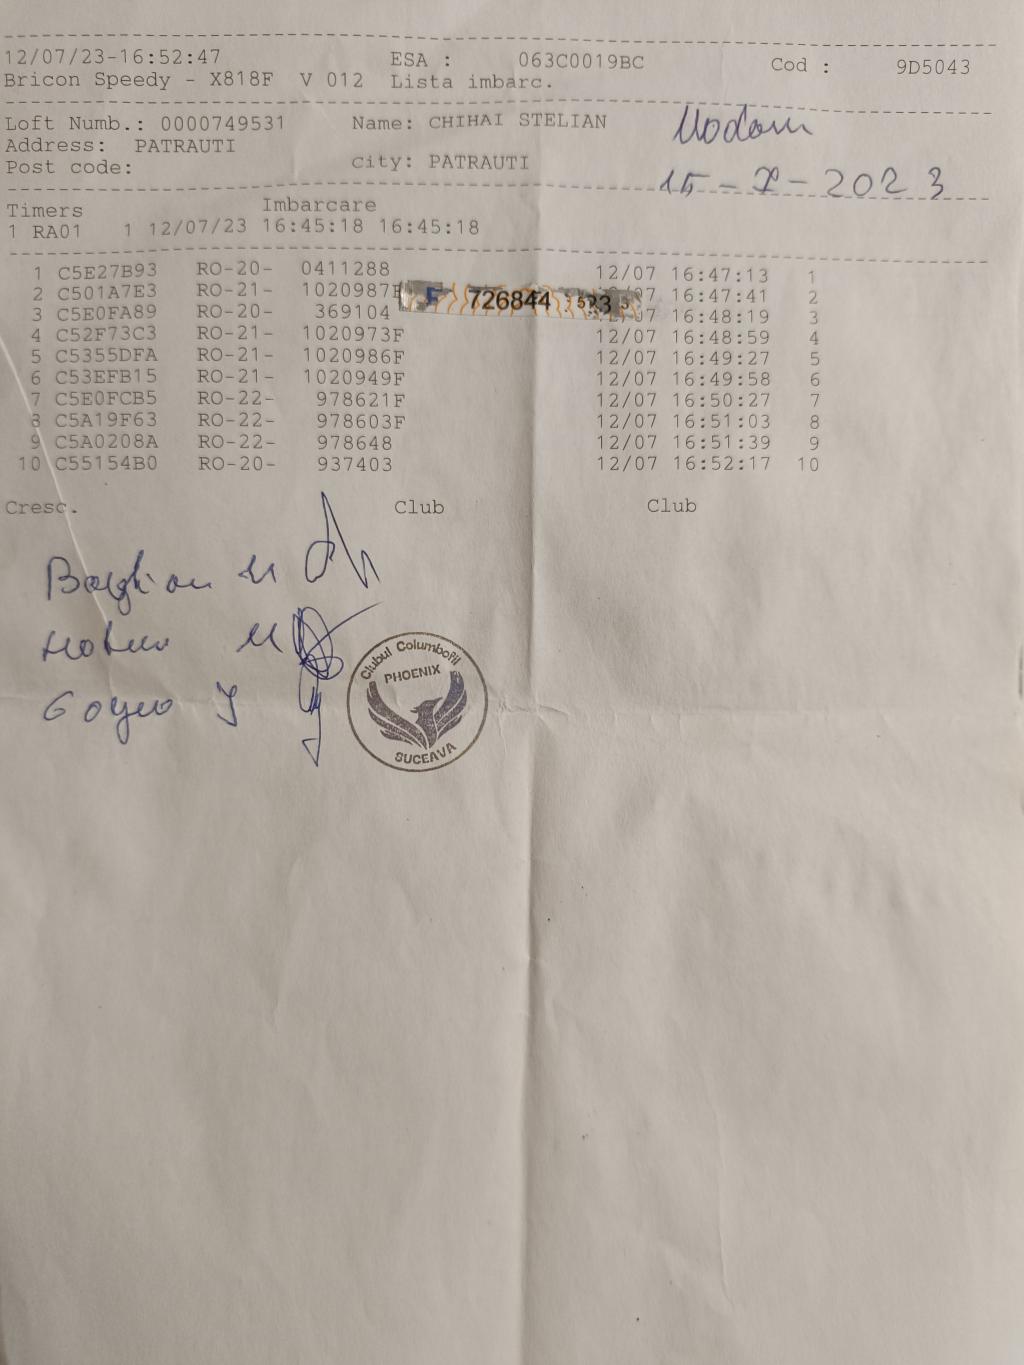 12/07/23-16:52:47 ESA : 063C0019BC Cod : 9D5043
Bricon Speedy - X818F V 012 Lista imbarc.
Loft Numb.: 0000749531 Name: CHIHAI STELIAN
Address: PATRAUTI
Post code: city: PATRAUTI
15-X-2023
Timers Imbarcare
1 RA01 1 12/07/23 16:45:18 16:45:18
1 C5E27B93 RO-20- 0411288 12/07 16:47:13 1
2 C501A7E3 RO-21- 1020987F F 726844 16:47:41 2
3 C5E0FA89 RO-20- 369104 16:48:19 3
4 C52F73C3 RO-21- 1020973F 12/07 16:48:59 4
5 C5355DFA RO-21- 1020986F 12/07 16:49:27 5
6 C53EFB15 RO-21- 1020949F 12/07 16:49:58 6
7 C5E0FCB5 RO-22- 978621F 12/07 16:50:27 7
8 C5A19F63 RO-22- 978603F 12/07 16:51:03 8
9 C5A0208A RO-22- 978648 12/07 16:51:39 9
10 C55154B0 RO-20- 937403 12/07 16:52:17 10
Cresc. Club Club
Clubul Columbofil
PHOENIX
SUCEAVA